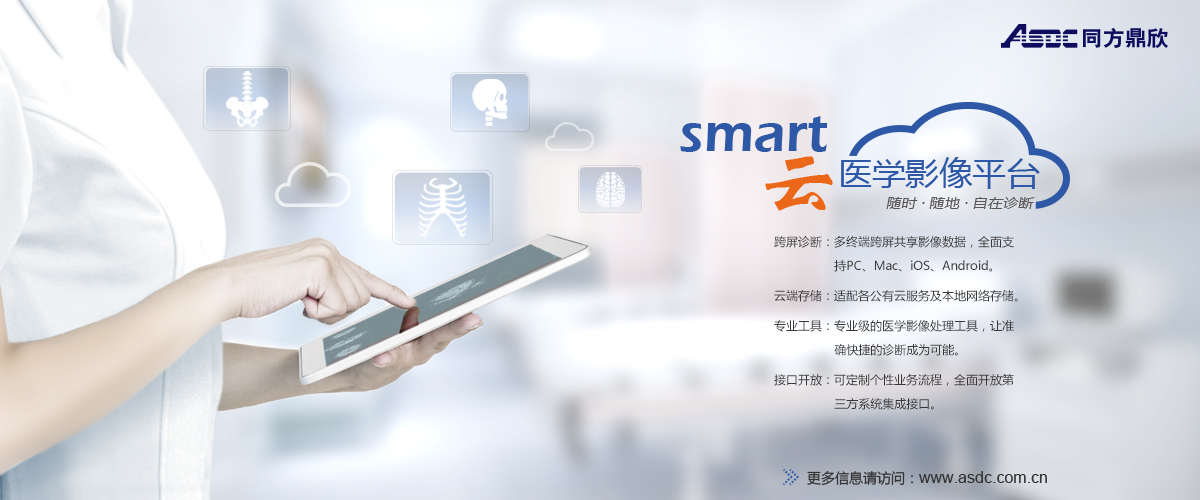 ASDC 同方鼎欣
smart
云 医学影像平台
随时·随地·自在诊断
跨屏诊断：多终端跨屏共享影像数据，全面支
持PC、Mac、iOS、Android。
云端存储：适配各公有云服务及本地网络存储。
专业工具：专业级的医学影像处理工具，让准
确快捷的诊断成为可能。
接口开放：可定制个性业务流程，全面开放第
三方系统集成接口。
更多信息请访问：www.asdc.com.cn